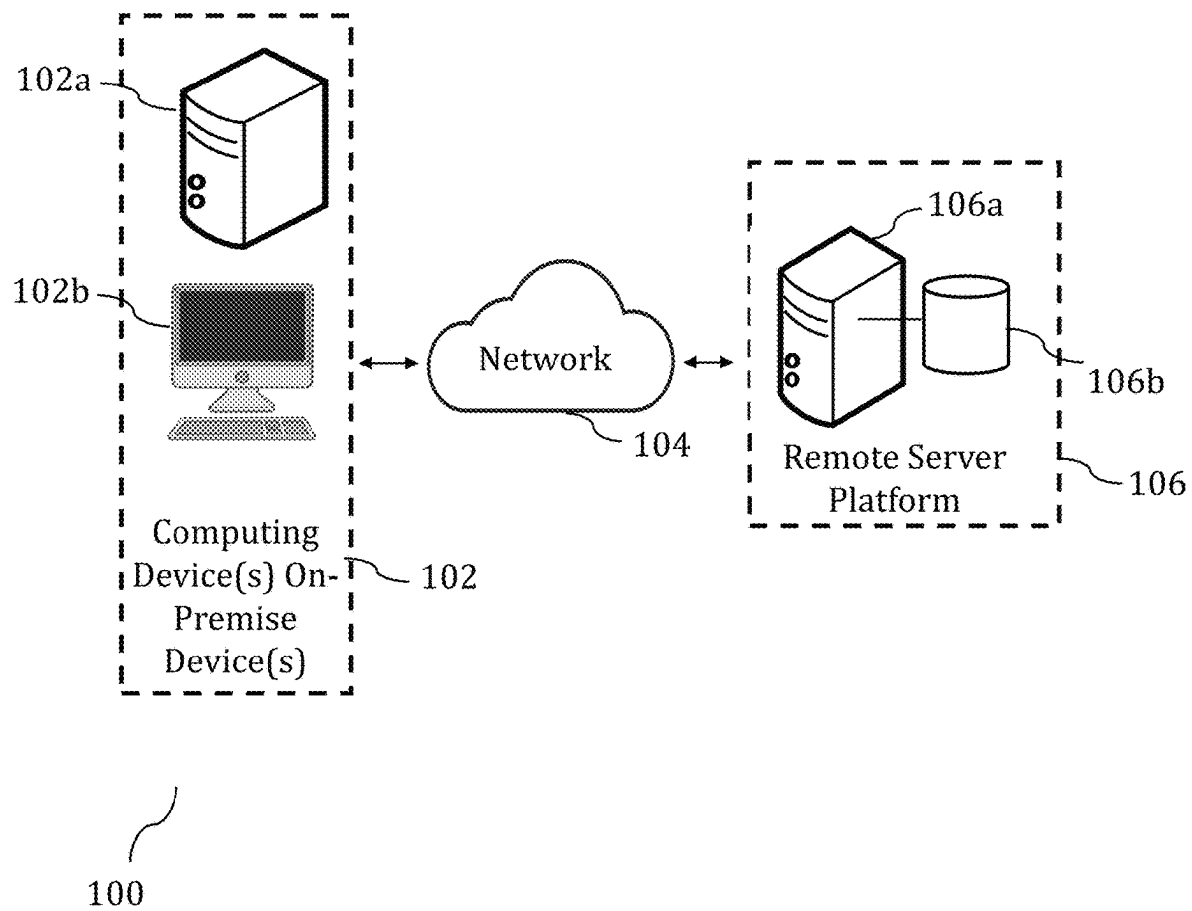 102a
102b
Computing
Device(s) On-
Premise
Device(s)
102
Network
104
106a
106b
Remote Server
Platform
106
100